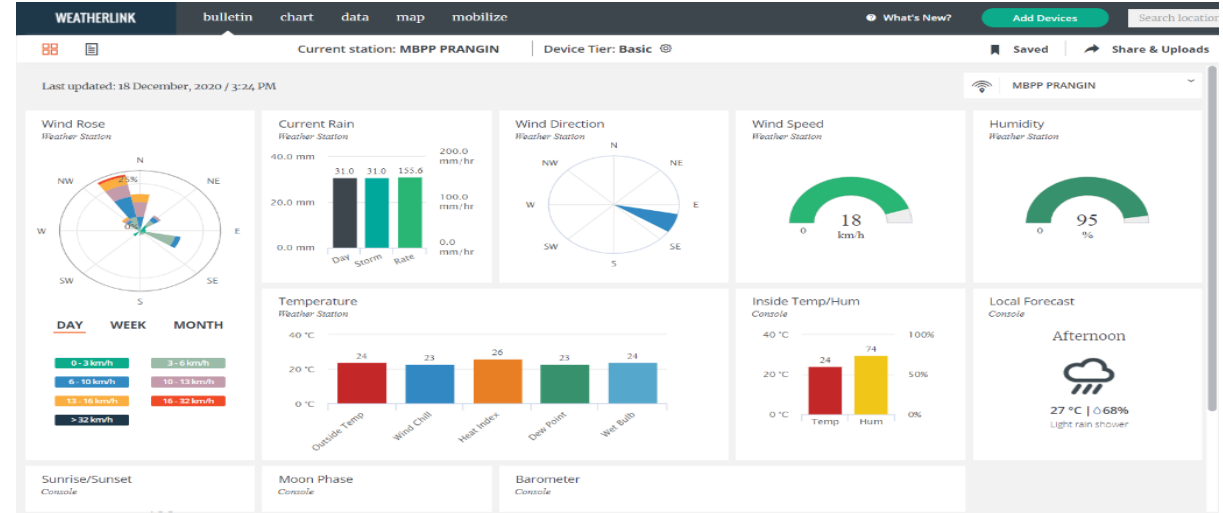 WEATHERLINK bulletin chart data map mobilize What's New? Add Devices Search location
Current station: MBPP PRANGIN Device Tier: Basic Saved Share & Uploads
Last updated: 18 December, 2020 / 3:24 PM MBPP PRANGIN
Wind Rose
Weather Station
N
NW 25% NE
W 0% E
SW SE
S
DAY WEEK MONTH
0 - 3 km/h 3 - 6 km/h
6 - 10 km/h 10 - 13 km/h
13 - 16 km/h 16 - 32 km/h
> 32 km/h
Current Rain
Weather Station
40.0 mm 200.0 mm/hr
31.0 31.0 155.6
20.0 mm 100.0 mm/hr
0.0 mm 0.0 mm/hr
Day Storm Rate
Wind Direction
Weather Station
N
NW NE
W E
SW SE
S
Wind Speed
Weather Station
0 18
km/h
Humidity
Weather Station
0 95
%
Temperature
Weather Station
40 °C
24 23 26 23 24
20 °C
0 °C
Outside Temp Wind Chill Heat Index Dew Point Wet Bulb
Inside Temp/Hum
Console
40 °C 100%
24 74
20 °C 50%
0 °C 0%
Temp Hum
Local Forecast
Console
Afternoon
27 °C | 68%
Light rain shower
Sunrise/Sunset
Console
Moon Phase
Console
Barometer
Console